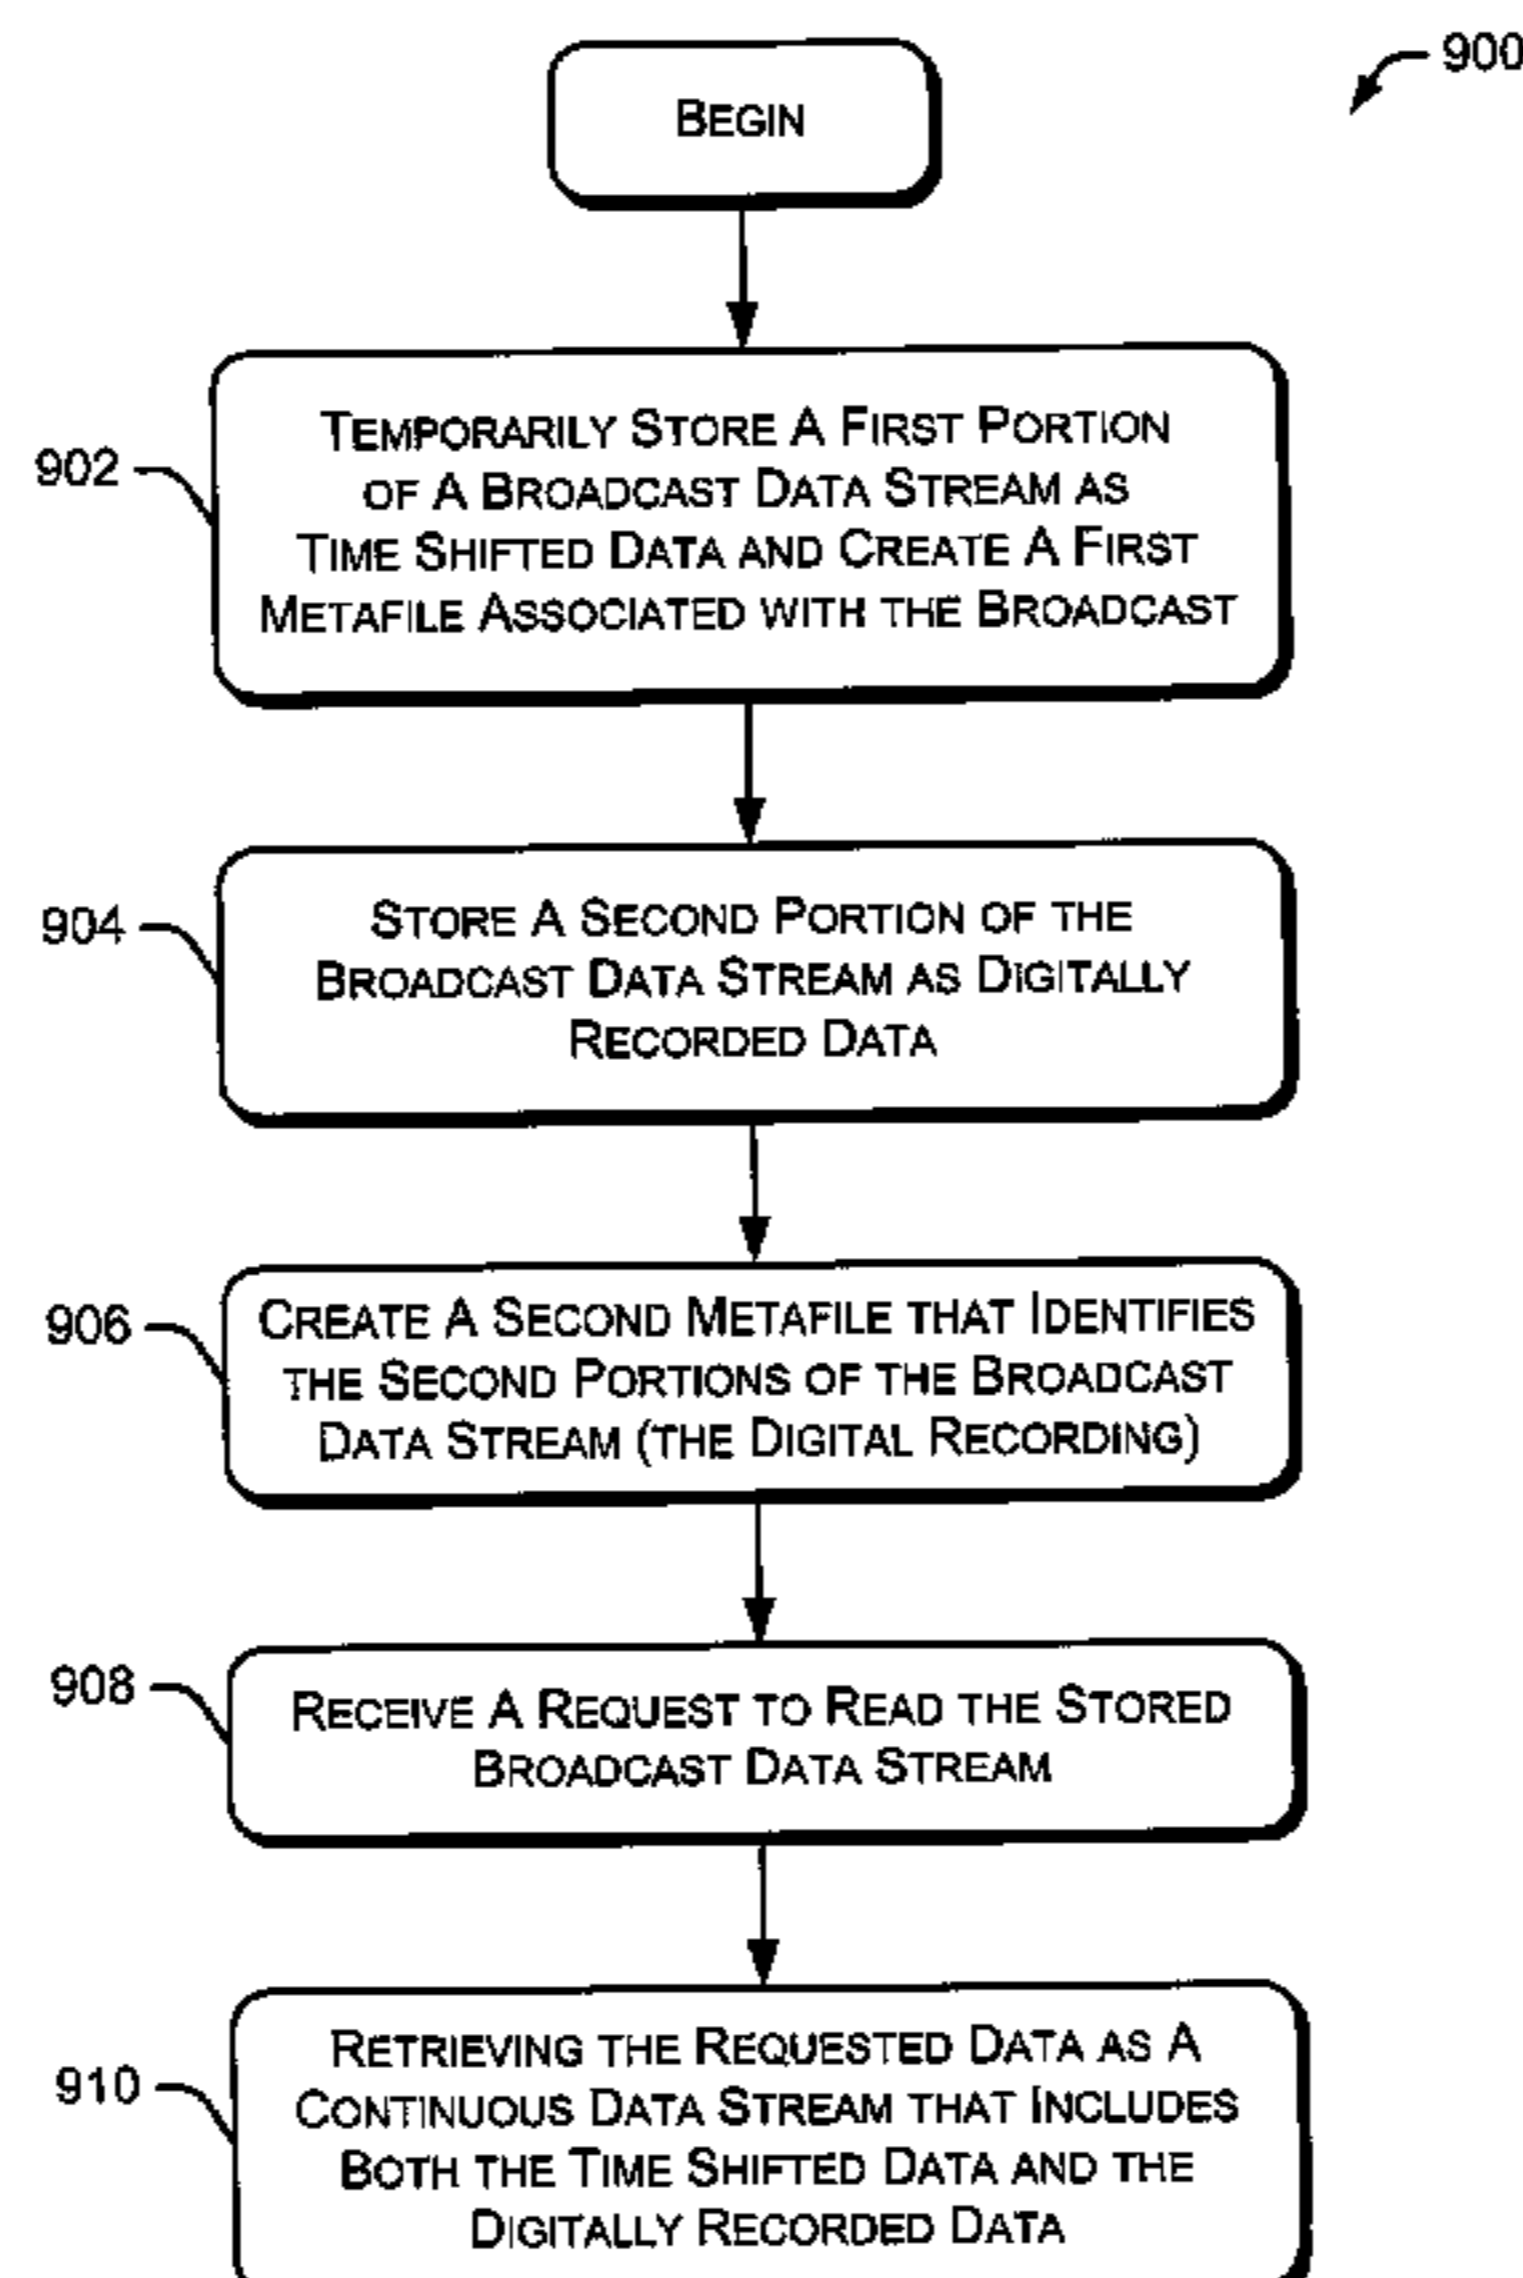 900
BEGIN
902
TEMPORARILY STORE A FIRST PORTION
OF A BROADCAST DATA STREAM AS
TIME SHIFTED DATA AND CREATE A FIRST
METAFILE ASSOCIATED WITH THE BROADCAST
904
STORE A SECOND PORTION OF THE
BROADCAST DATA STREAM AS DIGITALLY
RECORDED DATA
906
CREATE A SECOND METAFILE THAT IDENTIFIES
THE SECOND PORTIONS OF THE BROADCAST
DATA STREAM (THE DIGITAL RECORDING)
908
RECEIVE A REQUEST TO READ THE STORED
BROADCAST DATA STREAM
910
RETRIEVING THE REQUESTED DATA AS A
CONTINUOUS DATA STREAM THAT INCLUDES
BOTH THE TIME SHIFTED DATA AND THE
DIGITALLY RECORDED DATA